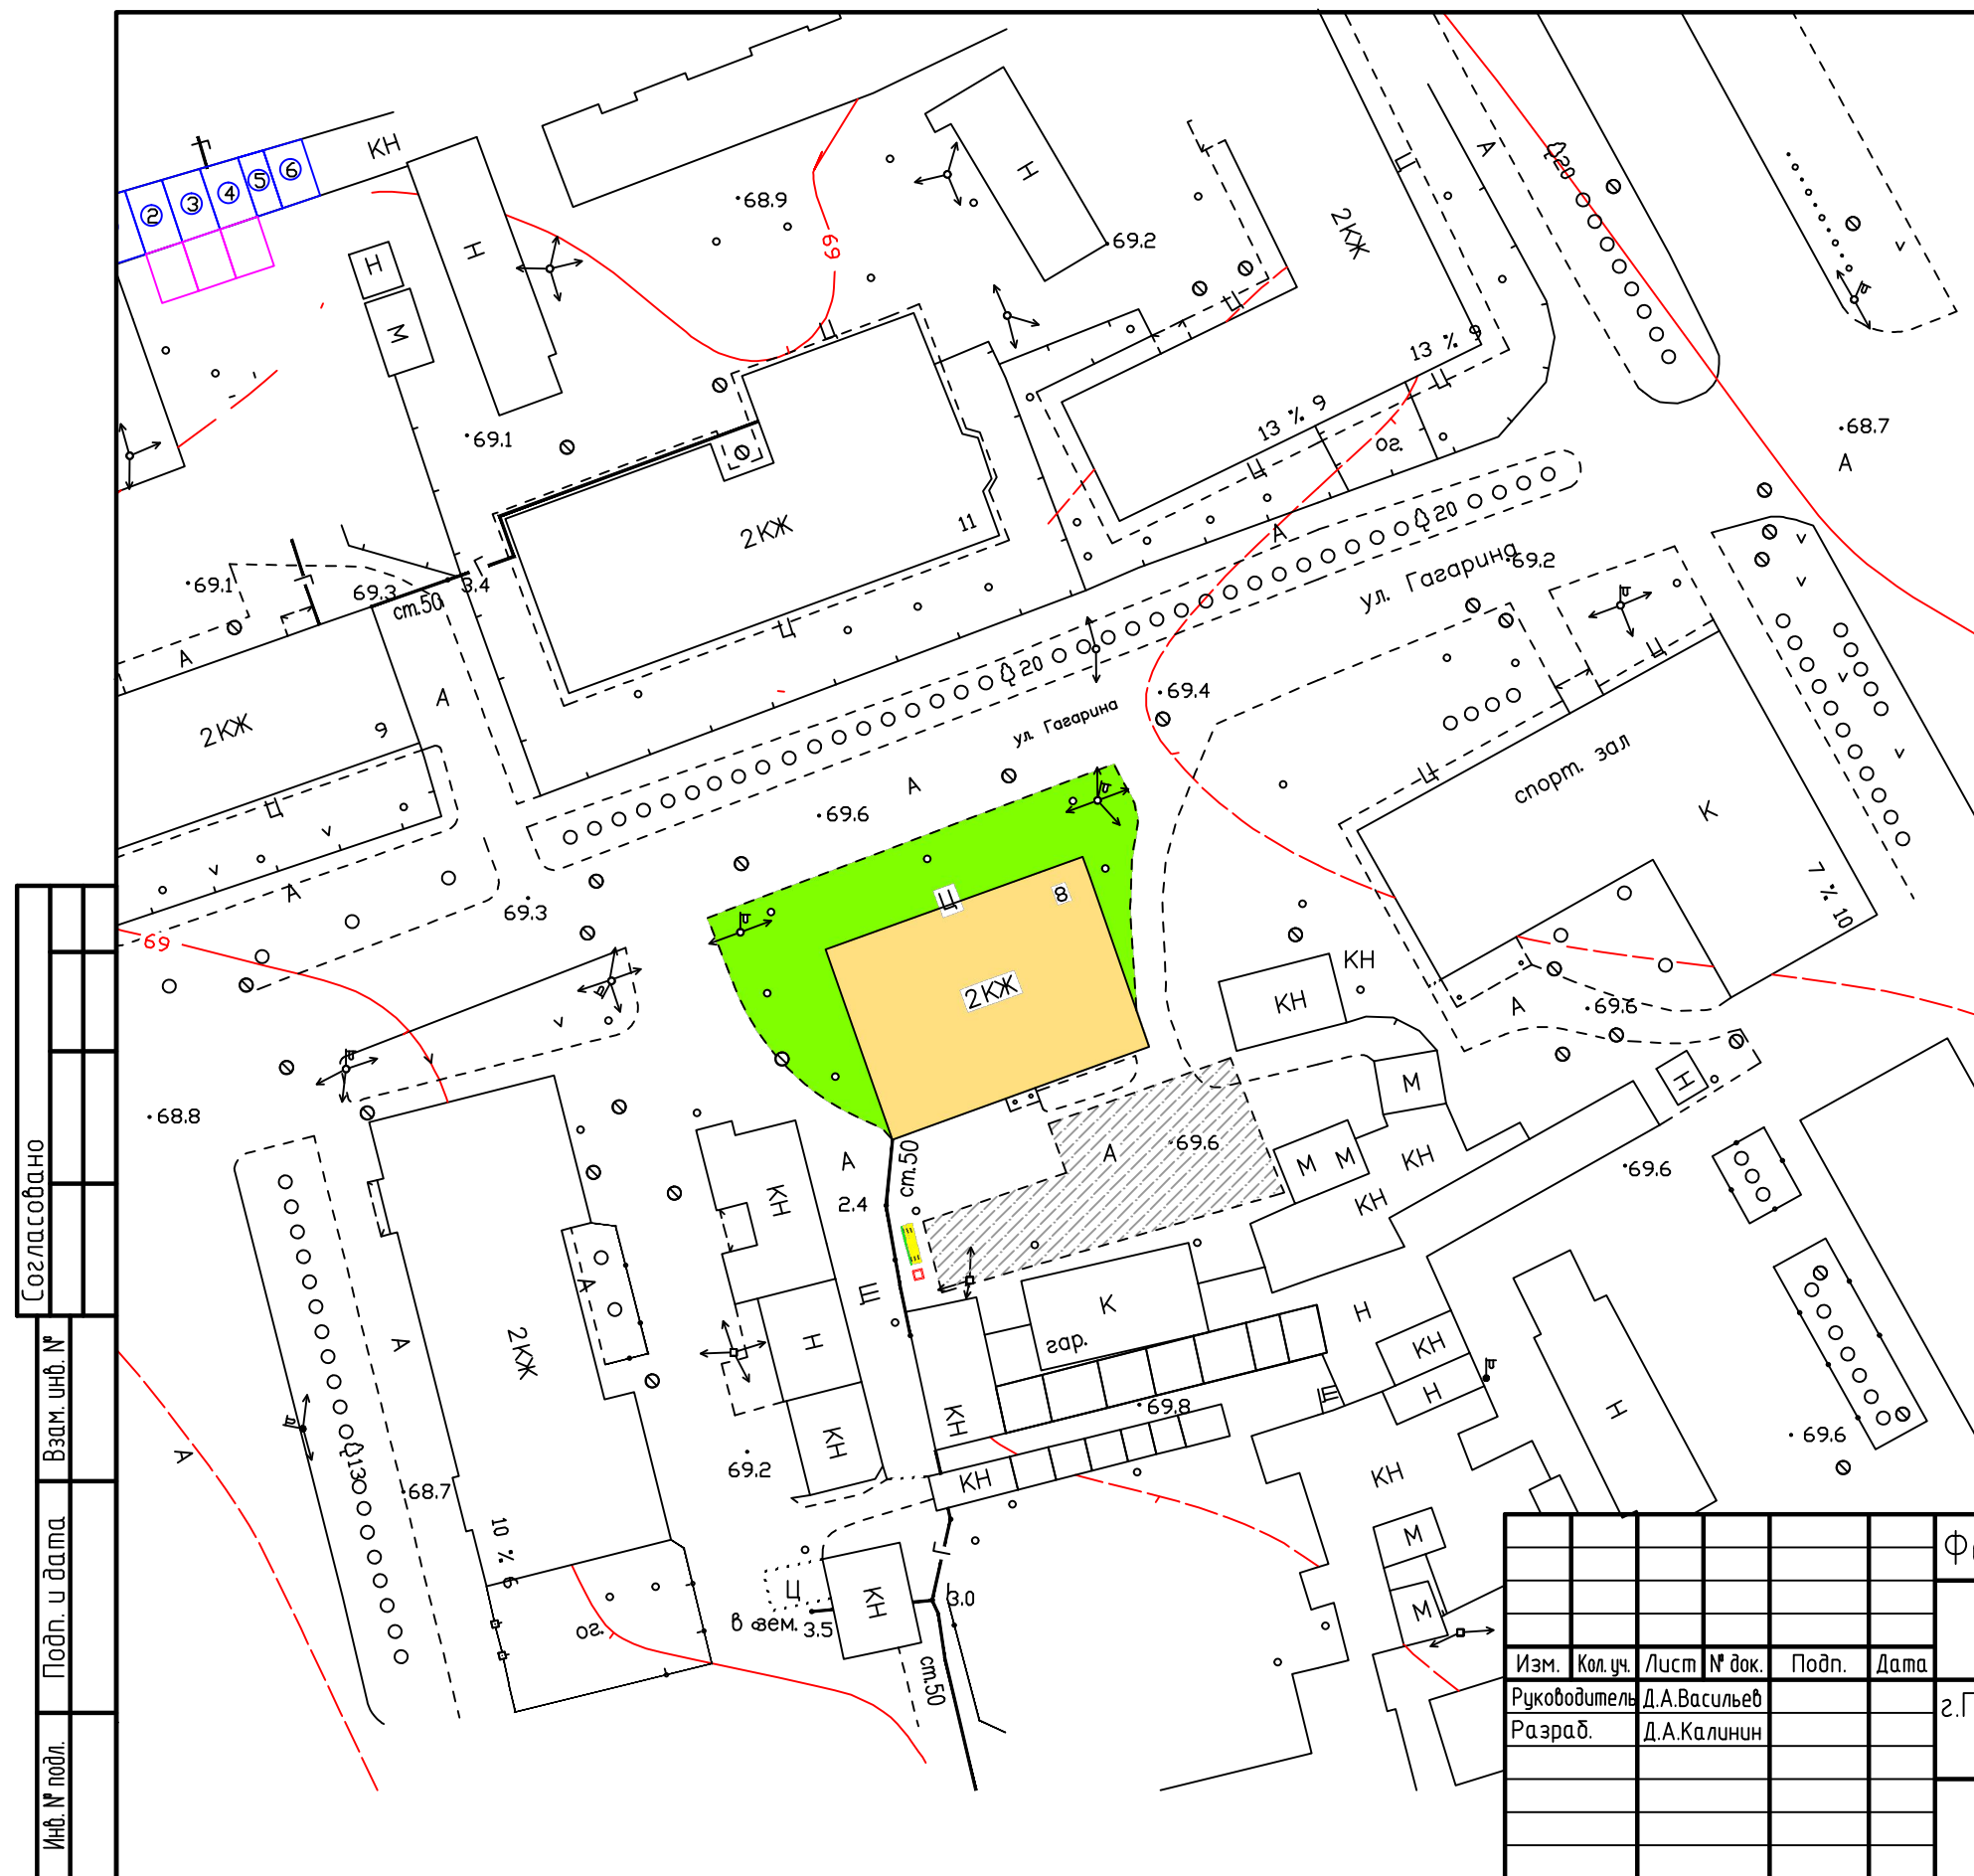 КН
2
3
4
5
6
Н
68.9
69
Н
69.2
2КЖ
Ц
А
20
Н
М
69.1
Ц
Ц
13 % 9
13 % 9
Ц
Ц
68.7
А
2КЖ
11
69.1
69.3
3.4
ст.50
А
20
ул. Гагарина
69.2
Ц
А
А
2КЖ
9
20
69.4
ул. Гагарина
Ц
Ц
спорт. зал
К
7 % 10
Ц
А
69.6
69.3
А
69
8
Ц
2КЖ
КН
КН
А
69.6
68.8
М
Н
А
ст.50
2.4
А
69.6
М
М
КН
КН
69.6
КН
А
Ш
2КЖ
А
Н
К
гар.
Н
КН
Н
Н
Ш
69.8
КН
КН
КН
КН
69.6
А
13
68.7
69.2
10 % 6
М
М
Ц
КН
3.0
в зем.
3.5
ст.50
Согласовано
Взам. инв. №
Подп. и дата
Инв. № подл.
Изм.
Кол.уч.
Лист
№ док.
Подп.
Дата
Руководитель
Д.А.Васильев
Разраб.
Д.А.Калинин
г.П